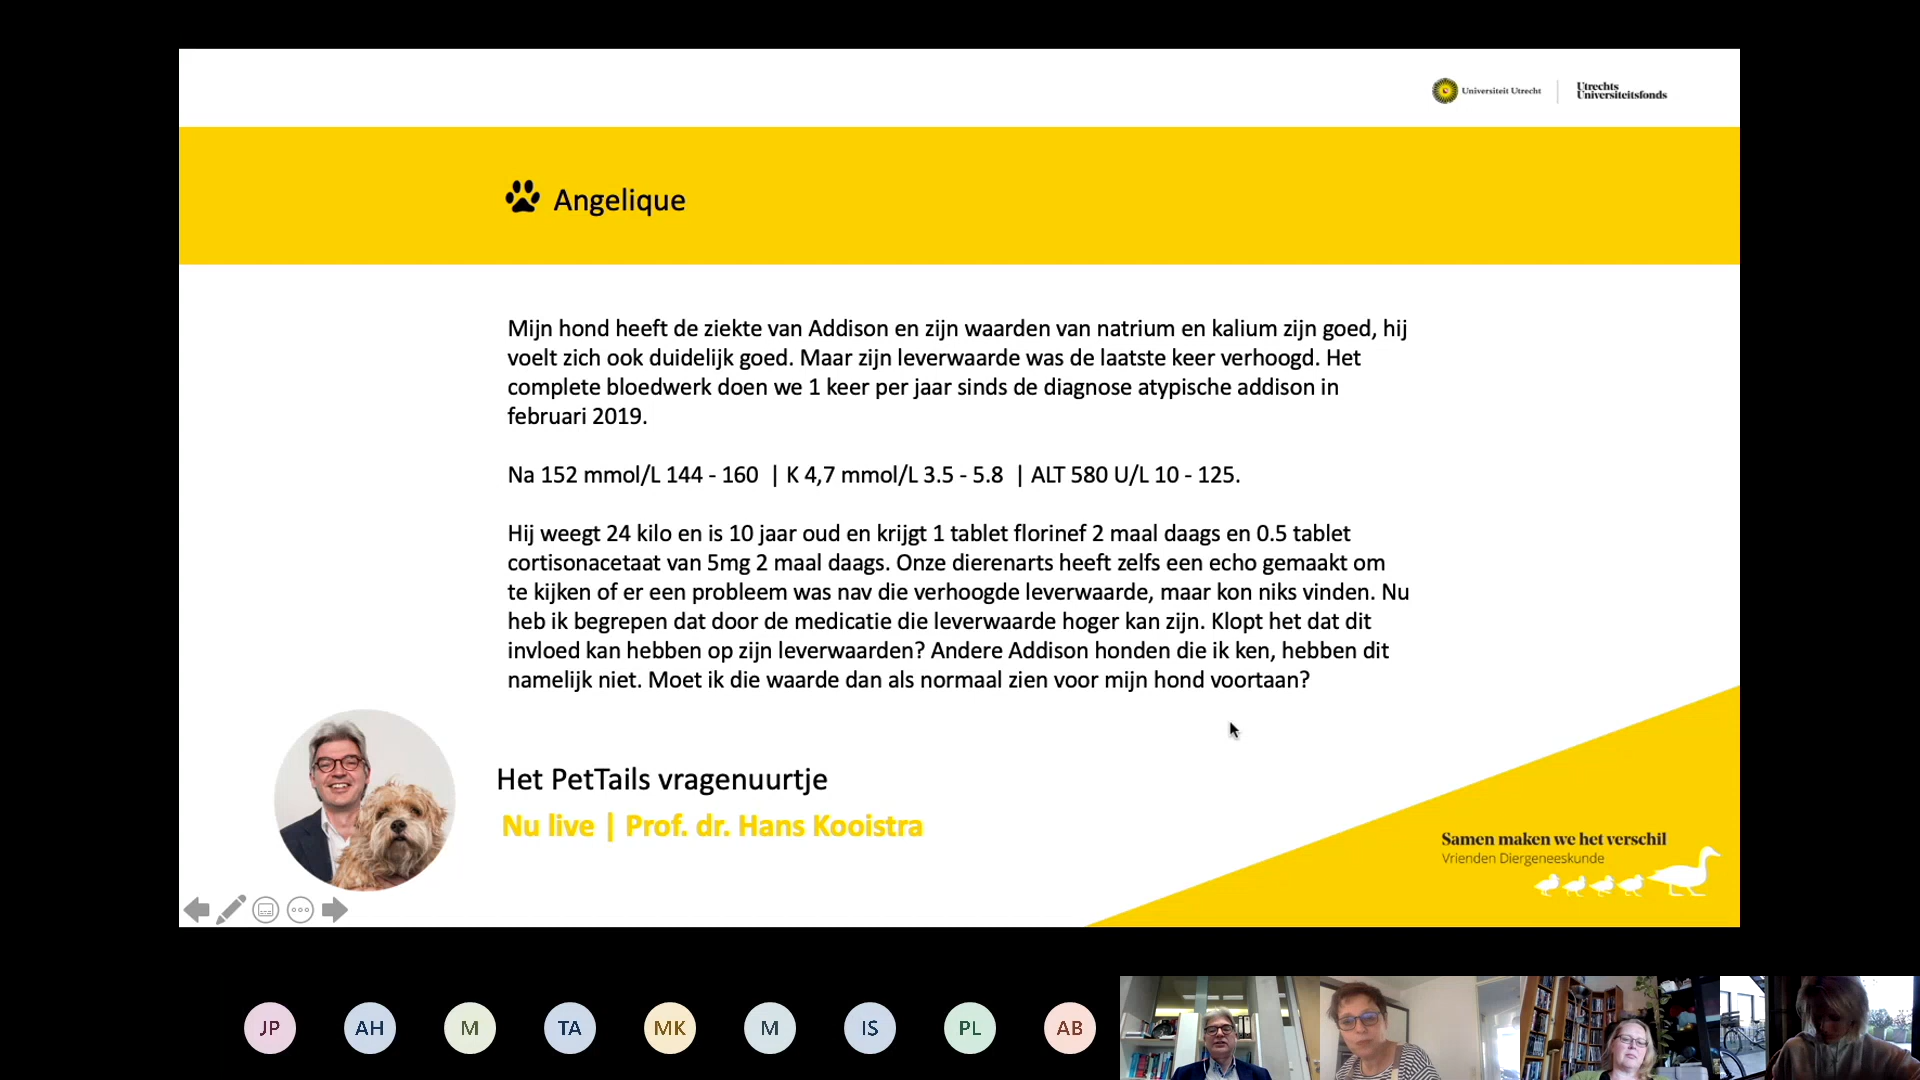 Universiteit Utrecht
Utrechts
Universiteitsfonds
Angelique
Mijn hond heeft de ziekte van Addison en zijn waarden van natrium en kalium zijn goed, hij
voelt zich ook duidelijk goed. Maar zijn leverwaarde was de laatste keer verhoogd. Het
complete bloedwerk doen we 1 keer per jaar sinds de diagnose atypische addison in
februari 2019.
Na 152 mmol/L 144 - 160 | K 4,7 mmol/L 3.5 - 5.8 | ALT 580 U/L 10 - 125.
Hij weegt 24 kilo en is 10 jaar oud en krijgt 1 tablet florinef 2 maal daags en 0.5 tablet
cortisonacetaat van 5mg 2 maal daags. Onze dierenarts heeft zelfs een echo gemaakt om
te kijken of er een probleem was nav die verhoogde leverwaarde, maar kon niks vinden. Nu
heb ik begrepen dat door de medicatie die leverwaarde hoger kan zijn. Klopt het dat dit
invloed kan hebben op zijn leverwaarden? Andere Addison honden die ik ken, hebben dit
namelijk niet. Moet ik die waarde dan als normaal zien voor mijn hond voortaan?
Het PetTails vragenuurtje
Nu live | Prof. dr. Hans Kooistra
Samen maken we het verschil
Vrienden Diergeneeskunde
JP AH M TA MK M IS PL AB